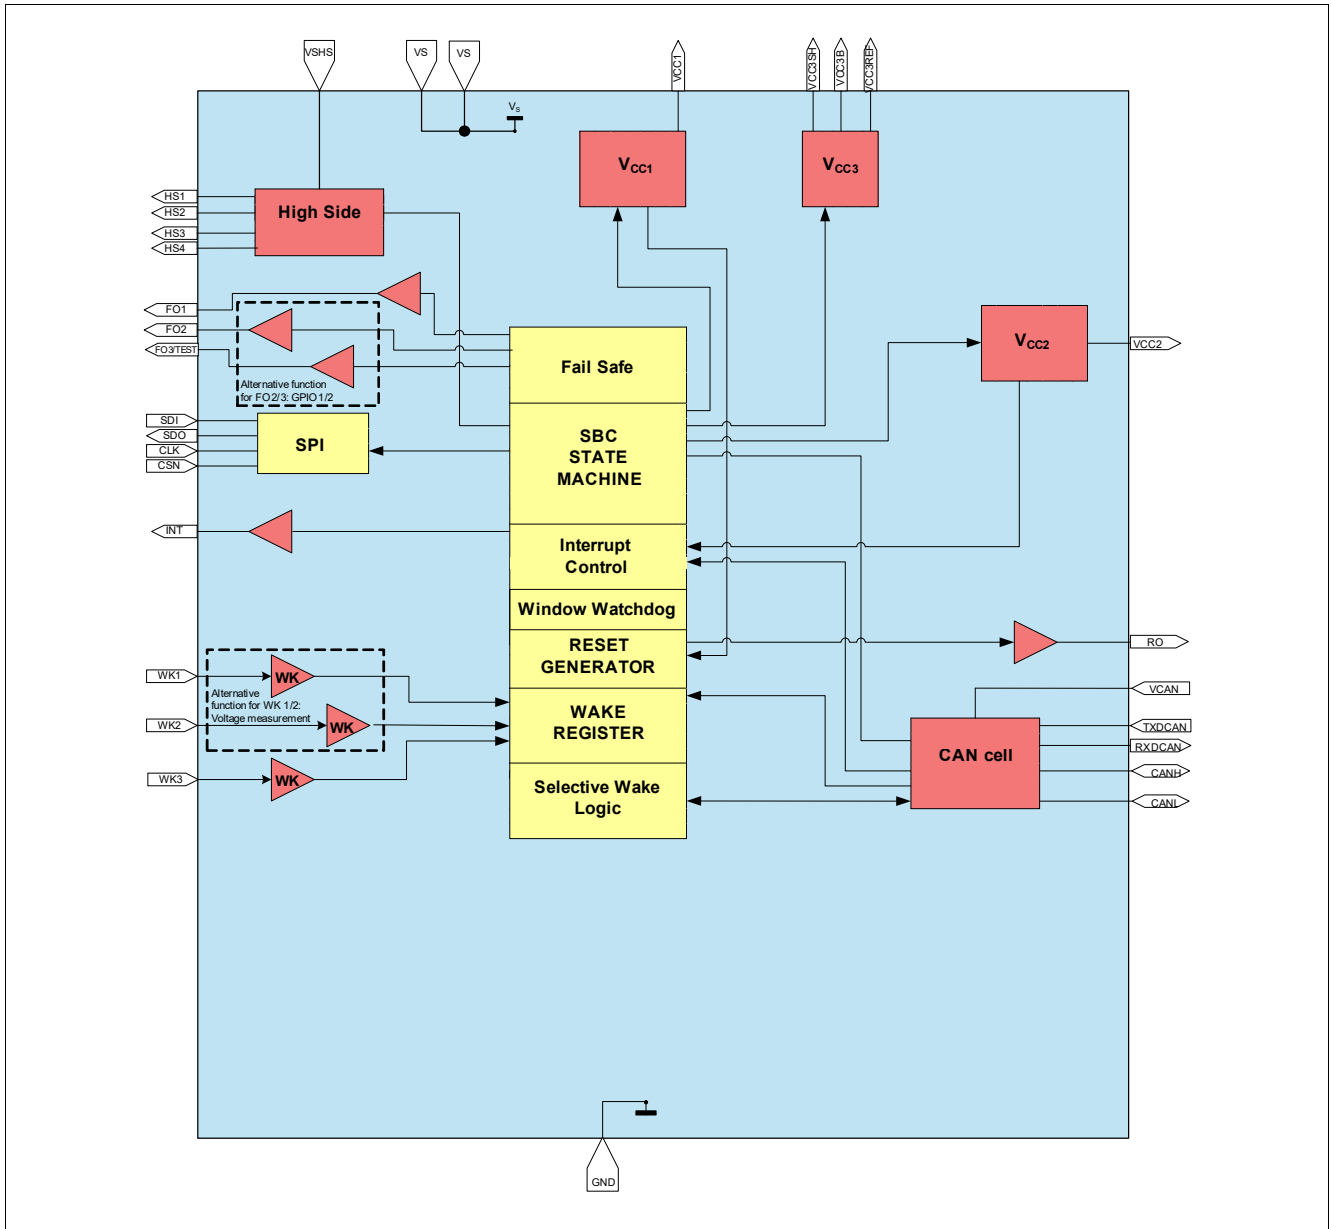 VSHS
VS
VS
VCC1
VCC3SH
VCC3B
VCC3REF
VS
VCC1
VCC3
HS1
HS2
HS3
HS4
High Side
FO1
FO2
FO3/TEST
Alternative function
for FO2/3: GPIO1/2
Fail Safe
VCC2
VCC2
SDI
SDO
CLK
CSN
SPI
SBC
STATE
MACHINE
INT
Interrupt
Control
Window Watchdog
RESET
GENERATOR
RO
WK1
WK
Alternative
function for WK 1/2:
Voltage measurement
WK2
WK
WK3
WK
WAKE
REGISTER
Selective Wake
Logic
VCAN
TXDCAN
RXDCAN
CANH
CANL
CAN cell
GND